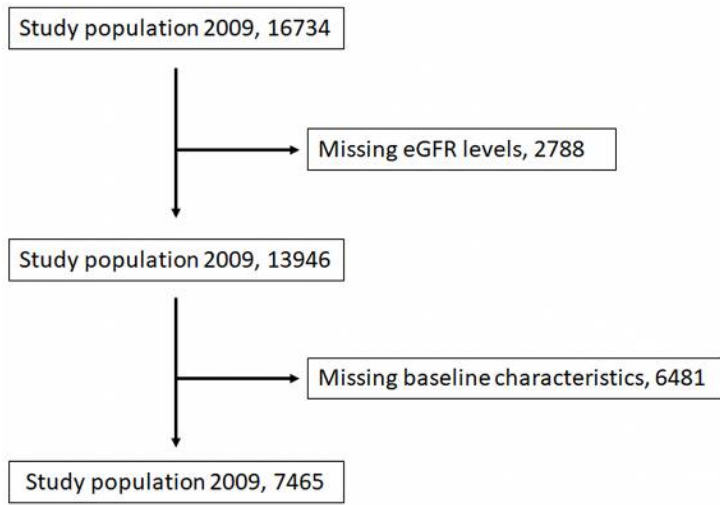 Study population 2009, 16734
Missing eGFR levels, 2788
Study population 2009, 13946
Missing baseline characteristics, 6481
Study population 2009, 7465